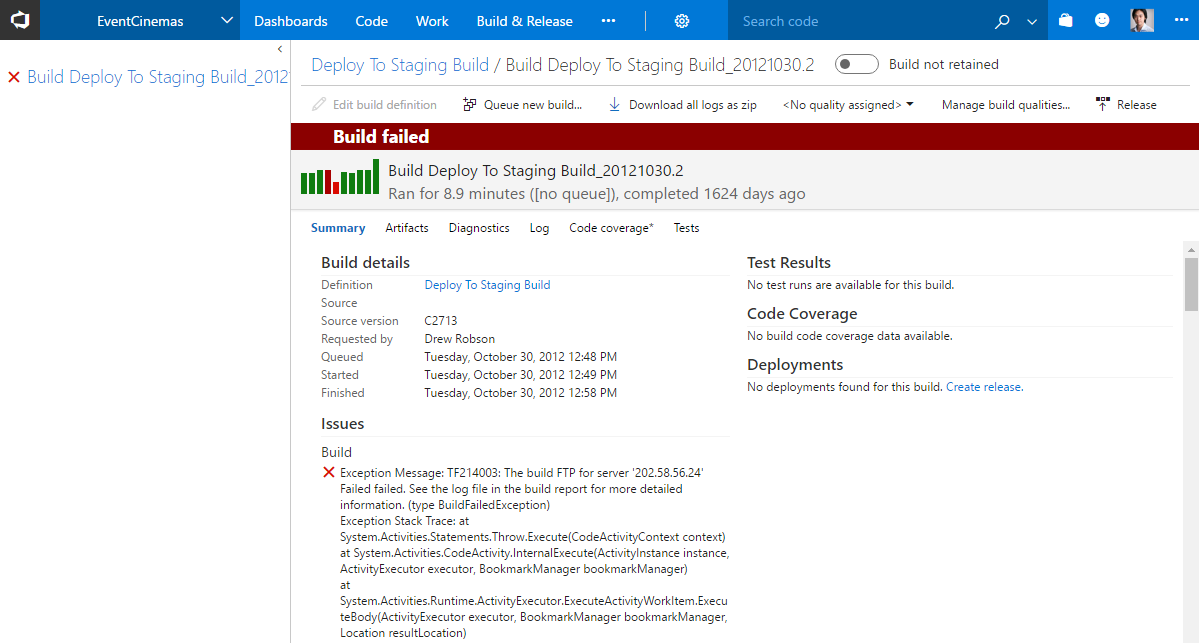 EventCinemas
Dashboards Code Work Build & Release ••• Search code •••
Build Deploy To Staging Build_2012
Deploy To Staging Build / Build Deploy To Staging Build_20121030.2 Build not retained
Edit build definition Queue new build... Download all logs as zip <No quality assigned> Manage build qualities... Release
Build failed
Build Deploy To Staging Build_20121030.2
Ran for 8.9 minutes ([no queue]), completed 1624 days ago
Summary Artifacts Diagnostics Log Code coverage* Tests
Build details
Definition Deploy To Staging Build
Source
Source version C2713
Requested by Drew Robson
Queued Tuesday, October 30, 2012 12:48 PM
Started Tuesday, October 30, 2012 12:49 PM
Finished Tuesday, October 30, 2012 12:58 PM
Issues
Build
Exception Message: TF214003: The build FTP for server '202.58.56.24'
Failed failed. See the log file in the build report for more detailed
information. (type BuildFailedException)
Exception Stack Trace: at
System.Activities.Statements.Throw.Execute(CodeActivityContext context)
at System.Activities.CodeActivity.InternalExecute(ActivityInstance instance,
ActivityExecutor executor, BookmarkManager bookmarkManager)
at
System.Activities.Runtime.ActivityExecutor.ExecuteActivityWorkItem.Execu
teBody(ActivityExecutor executor, BookmarkManager bookmarkManager,
Location resultLocation)
Test Results
No test runs are available for this build.
Code Coverage
No build code coverage data available.
Deployments
No deployments found for this build. Create release.